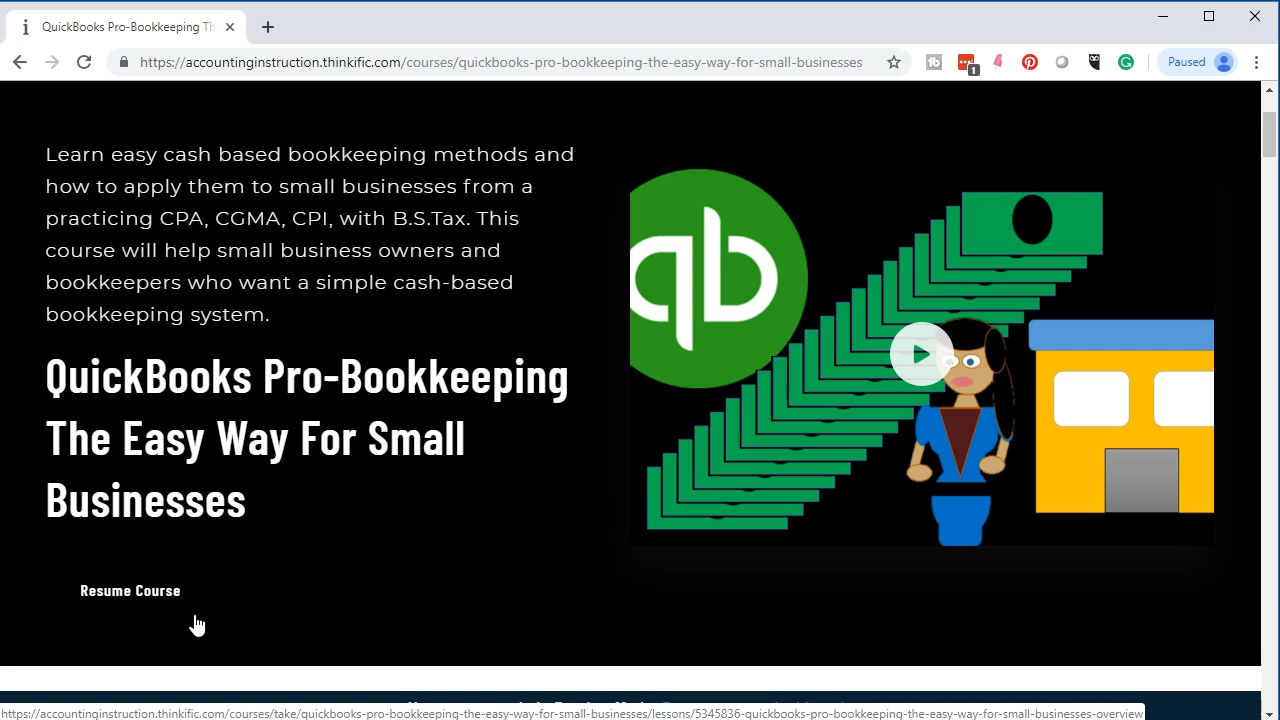 QuickBooks Pro-Bookkeeping Th
https://accountinginstruction.thinkific.com/courses/quickbooks-pro-bookkeeping-the-easy-way-for-small-businesses
1
Paused
Learn easy cash based bookkeeping methods and
how to apply them to small businesses from a
practicing CPA, CGMA, CPI, with B.S.Tax. This
course will help small business owners and
bookkeepers who want a simple cash-based
bookkeeping system.
QuickBooks Pro-Bookkeeping
The Easy Way For Small
Businesses
qb
Resume Course
https://accountinginstruction.thinkific.com/courses/take/quickbooks-pro-bookkeeping-the-easy-way-for-small-businesses/lessons/5345836-quickbooks-pro-bookkeeping-the-easy-way-for-small-businesses-overview